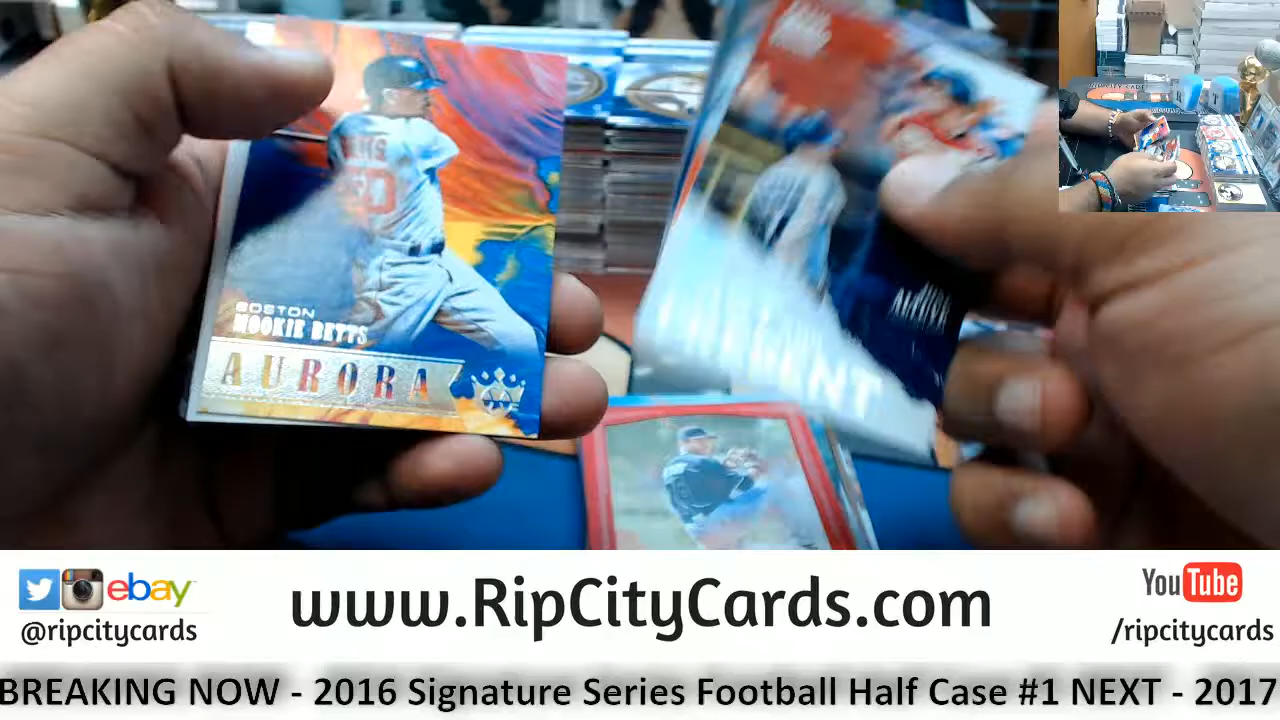 BOSTON
MOOKIE BETTS
AURORA
ebay
www.RipCityCards.com
YouTube
@ripcitycards
/ripcitycards
BREAKING NOW - 2016 Signature Series Football Half Case #1 NEXT - 2017